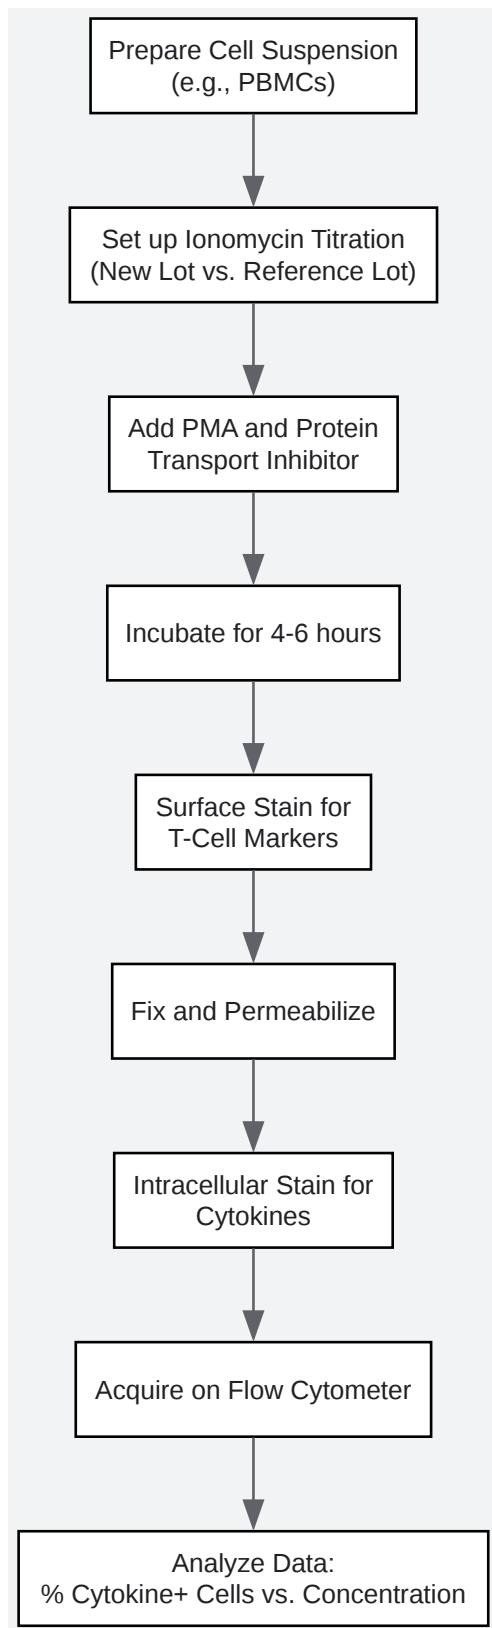 Prepare Cell Suspension
(e.g., PBMCs)
Set up Ionomycin Titration
(New Lot vs. Reference Lot)
Add PMA and Protein
Transport Inhibitor
Incubate for 4-6 hours
Surface Stain for
T-Cell Markers
Fix and Permeabilize
Intracellular Stain for
Cytokines
Acquire on Flow Cytometer
Analyze Data:
% Cytokine+ Cells vs. Concentration